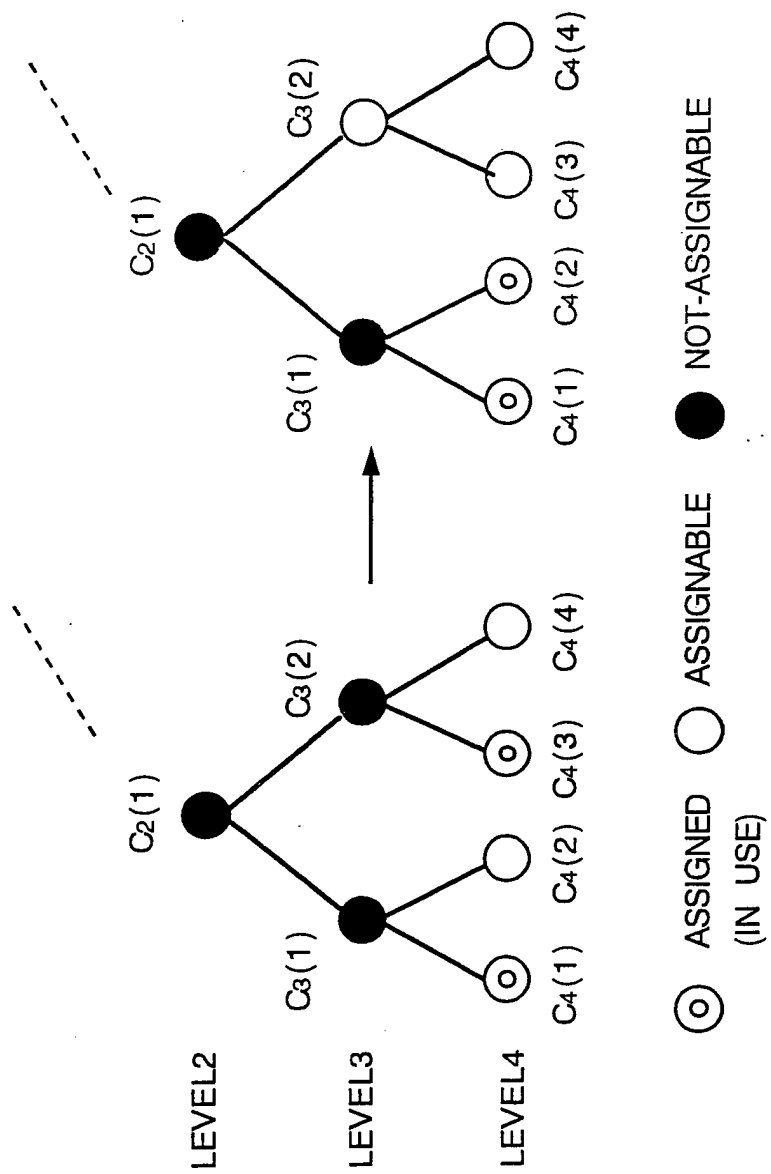 C2(1) C2(1)
LEVEL2
C3(1) C3(2) C3(1) C3(2)
LEVEL3
LEVEL4
C4(1) C4(2) C4(3) C4(4) C4(1) C4(2) C4(3) C4(4)
ASSIGNED ASSIGNABLE NOT-ASSIGNABLE
(IN USE)